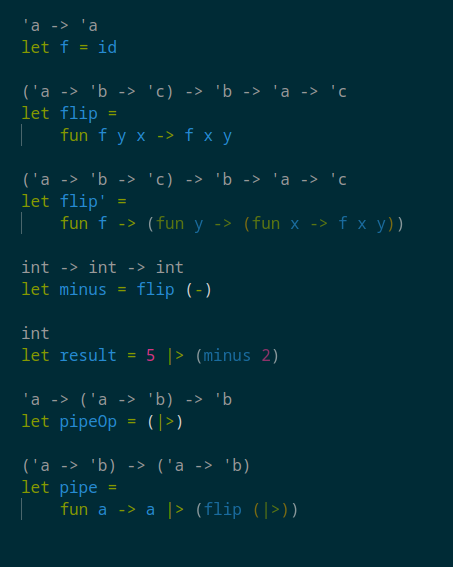 'a -> 'a
let f = id
('a -> 'b -> 'c) -> 'b -> 'a -> 'c
let flip =
fun f y x -> f x y
('a -> 'b -> 'c) -> 'b -> 'a -> 'c
let flip' =
fun f -> (fun y -> (fun x -> f x y))
int -> int -> int
let minus = flip (-)
int
let result = 5 |> (minus 2)
'a -> ('a -> 'b) -> 'b
let pipeOp = (|>)
('a -> 'b) -> ('a -> 'b)
let pipe =
fun a -> a |> (flip (|>))